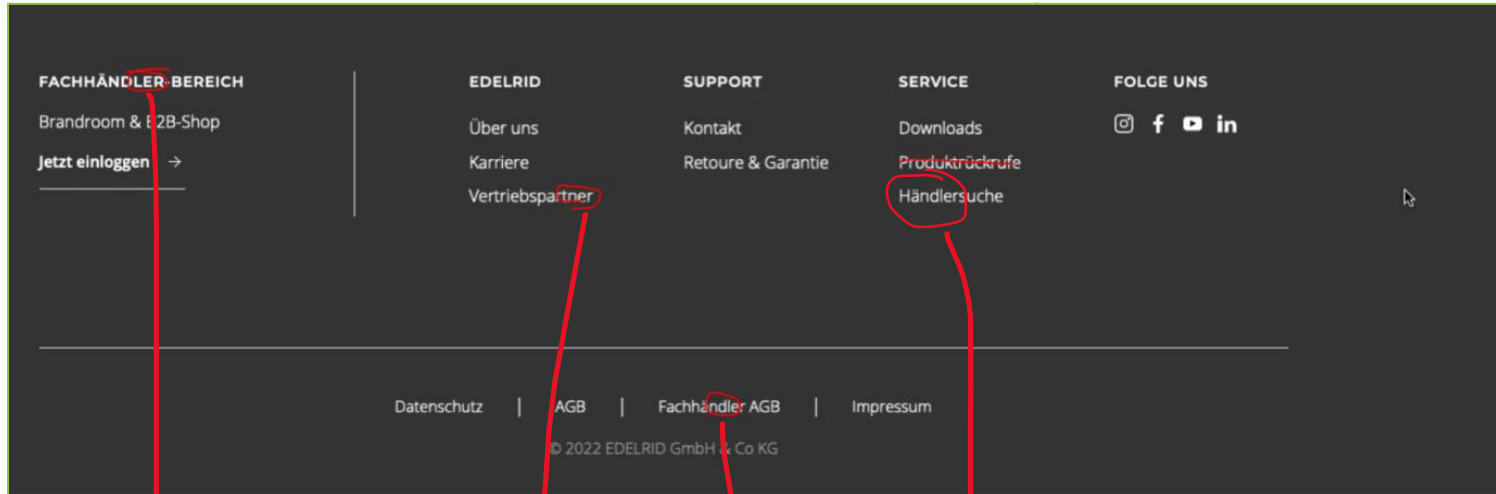 FACHHÄNDLER-BEREICH
Brandroom & B2B-Shop
Jetzt einloggen →
EDELRID
Über uns
Karriere
Vertriebspartner
SUPPORT
Kontakt
Retoure & Garantie
SERVICE
Downloads
Produktrückrufe
Händlersuche
FOLGE UNS
Datenschutz | AGB | Fachhändler AGB | Impressum
© 2022 EDELRID GmbH & Co KG